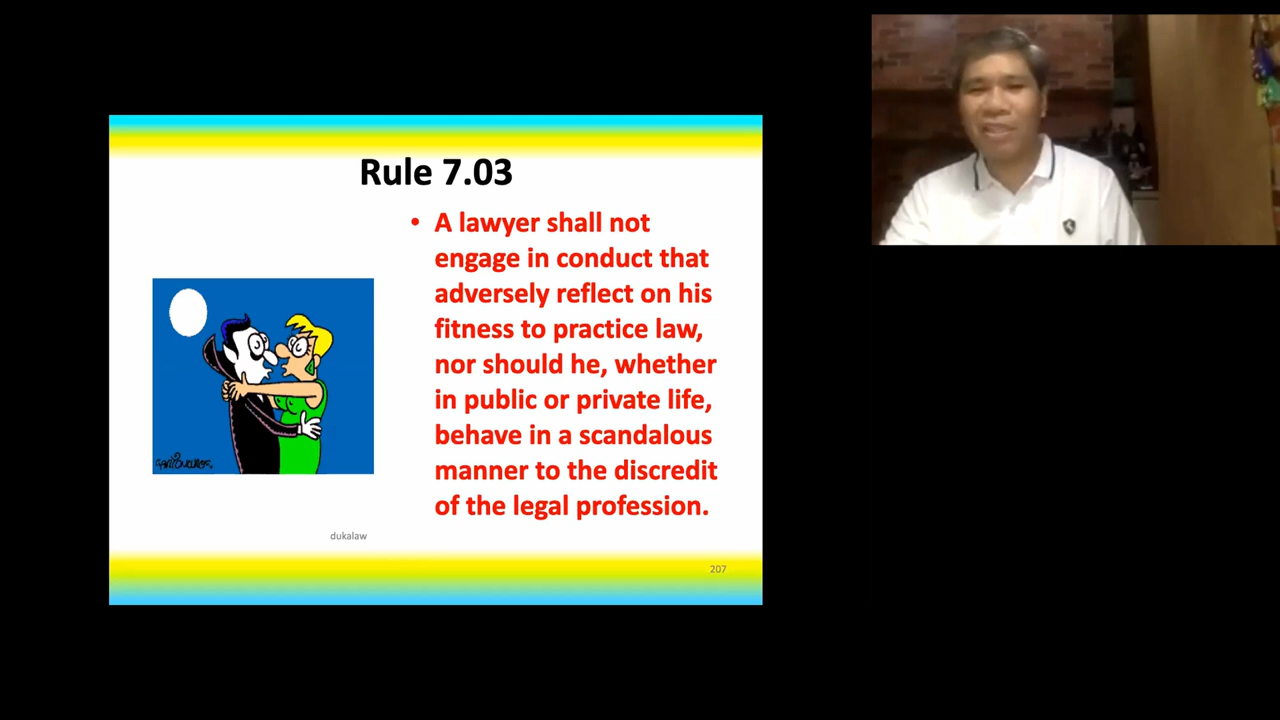 Rule 7.03
• A lawyer shall not
engage in conduct that
adversely reflect on his
fitness to practice law,
nor should he, whether
in public or private life,
behave in a scandalous
manner to the discredit
of the legal profession.
dukalaw
207